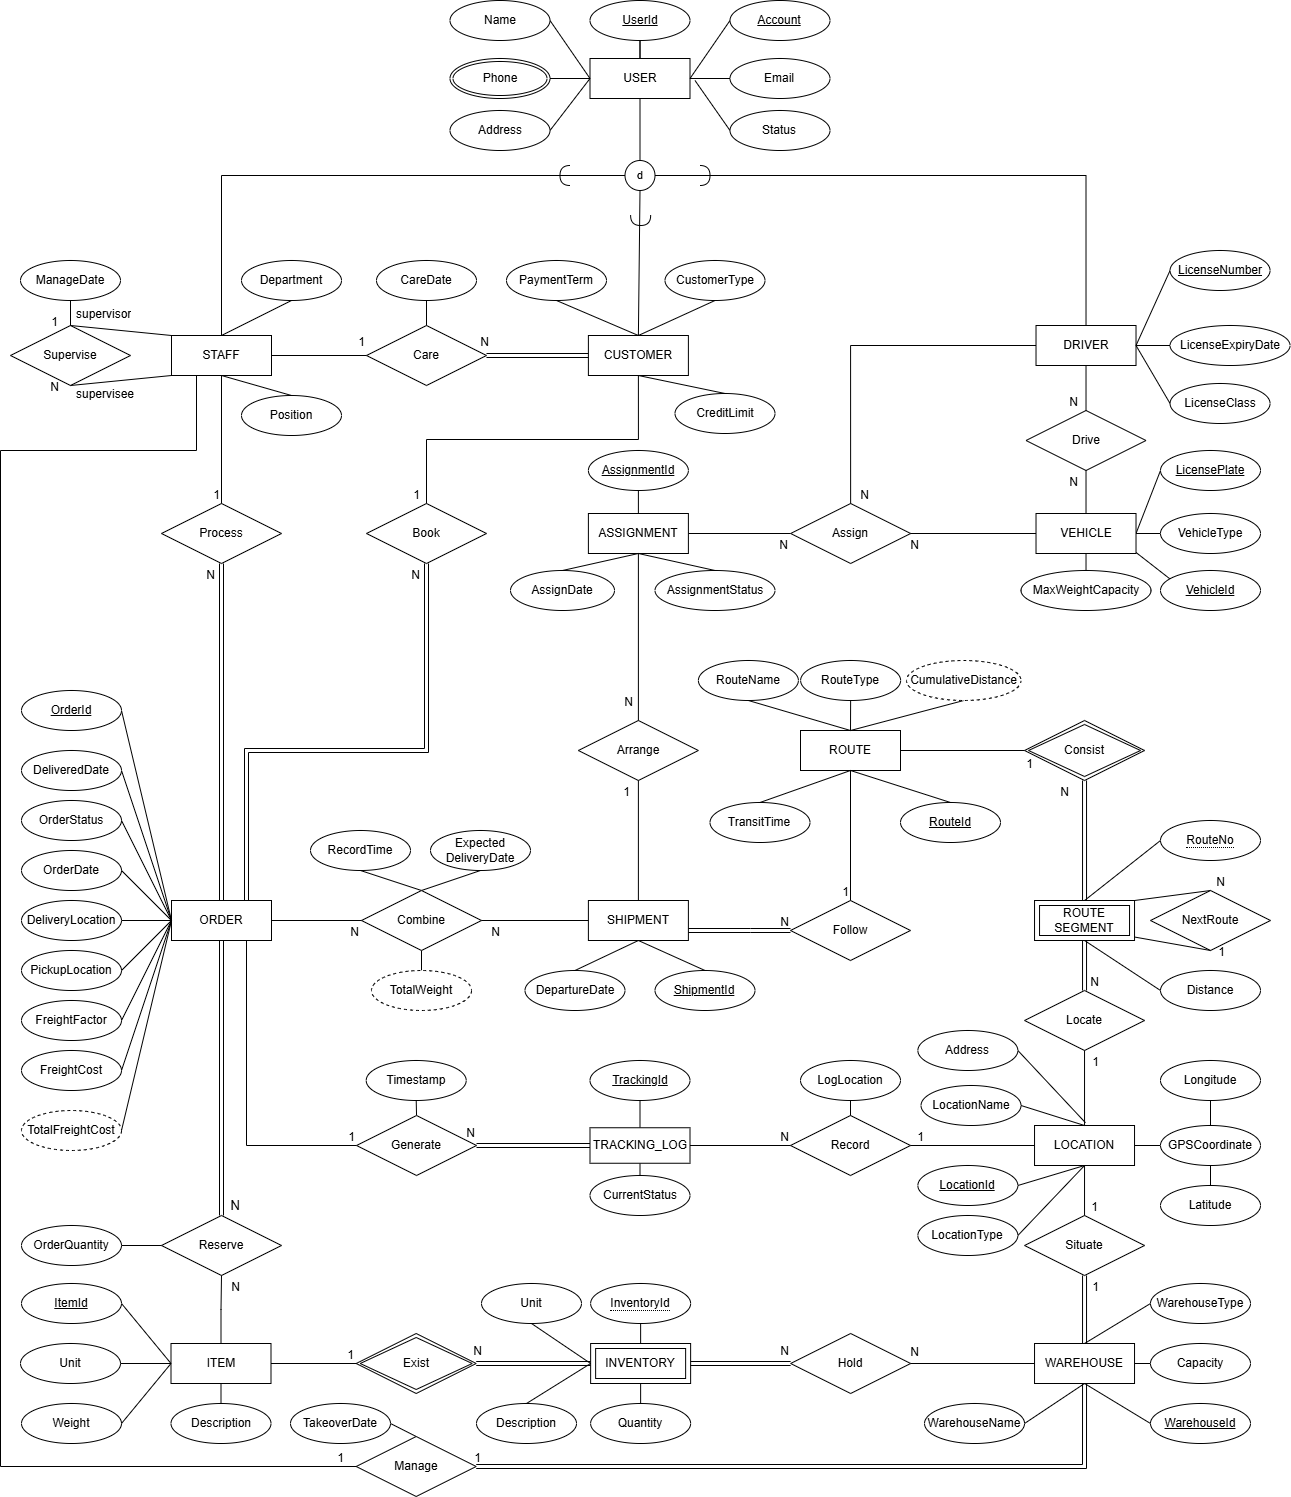 Name
UserId
Account
Phone
USER
Email
Address
Status
d
ManageDate
Department
CareDate
PaymentTerm
CustomerType
LicenseNumber
supervisor
1
Supervise
STAFF
1
Care
N
CUSTOMER
DRIVER
LicenseExpiryDate
N
supervisee
Position
CreditLimit
LicenseClass
N
Drive
N
AssignmentId
LicensePlate
1
Process
N
1
Book
N
ASSIGNMENT
N
N
Assign
N
VEHICLE
VehicleType
AssignDate
AssignmentStatus
MaxWeightCapacity
VehicleId
RouteName
RouteType
CumulativeDistance
N
Arrange
1
ROUTE
1
Consist
N
TransitTime
RouteId
OrderId
DeliveredDate
OrderStatus
OrderDate
DeliveryLocation
PickupLocation
FreightFactor
FreightCost
TotalFreightCost
RecordTime
Expected
DeliveryDate
RouteNo
ORDER
N
Combine
N
SHIPMENT
N
1
Follow
ROUTE
SEGMENT
N
NextRoute
1
TotalWeight
DepartureDate
ShipmentId
Distance
N
Locate
1
Timestamp
TrackingId
LogLocation
Address
LocationName
Longitude
1
Generate
N
TRACKING_LOG
N
Record
1
LOCATION
GPSCoordinate
CurrentStatus
LocationId
LocationType
Latitude
N
OrderQuantity
Reserve
N
1
Situate
1
ItemId
Unit
InventoryId
WarehouseType
Unit
ITEM
1
Exist
N
INVENTORY
N
Hold
N
WAREHOUSE
Capacity
Weight
Description
TakeoverDate
Description
Quantity
WarehouseName
WarehouseId
1
Manage
1